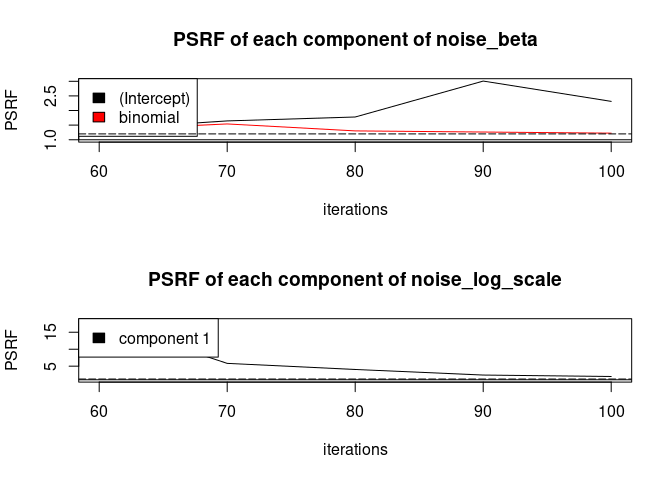 PSRF of each component of noise_beta
PSRF
1.0 2.5
(Intercept)
binomial
60 70 80 90 100
iterations
PSRF of each component of noise_log_scale
PSRF
5 15
component 1
60 70 80 90 100
iterations